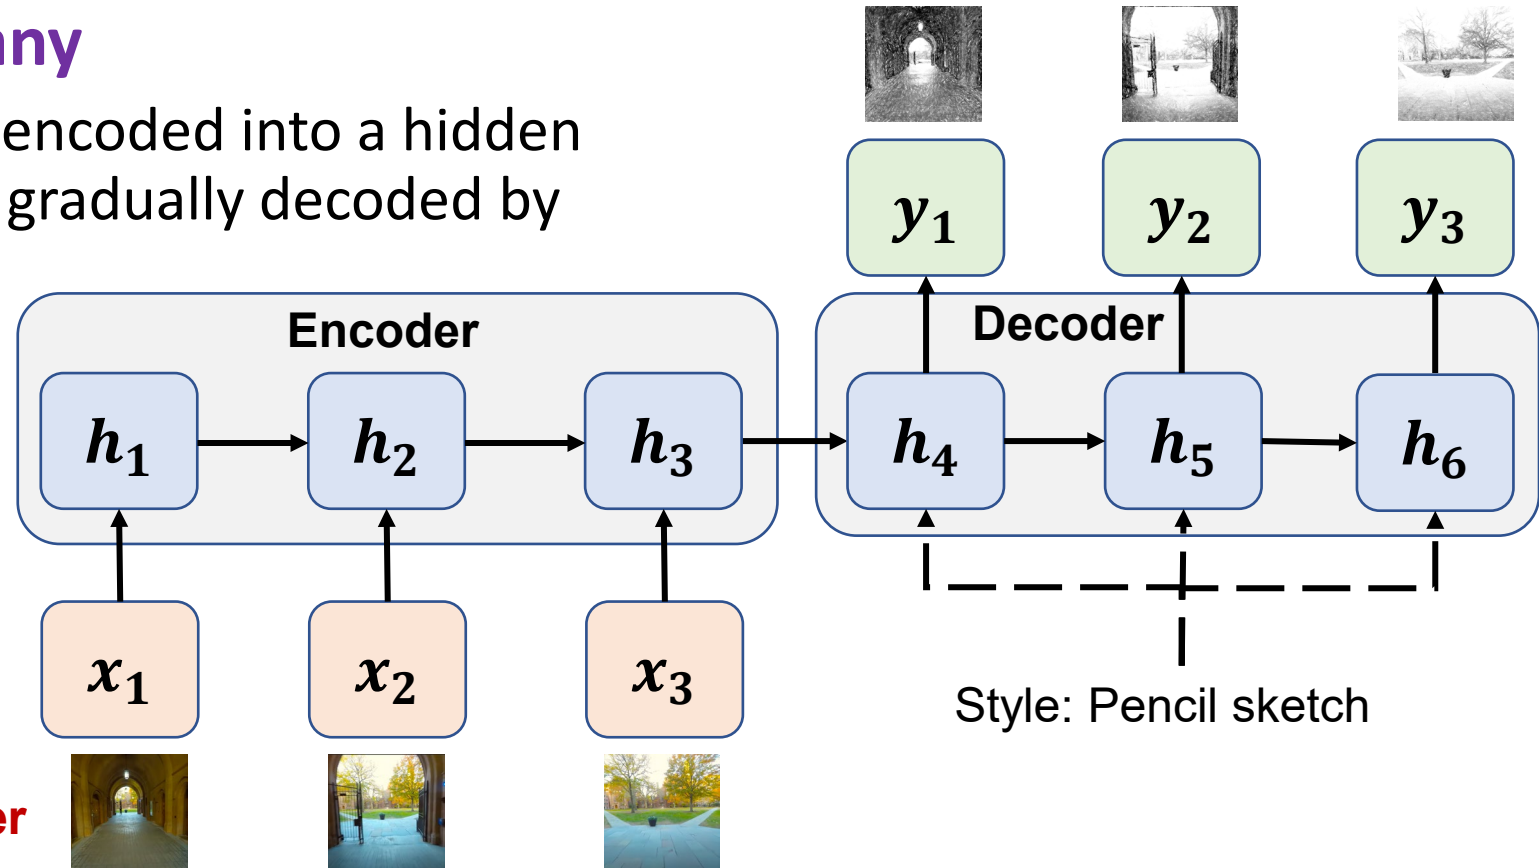 ny
encoded into a hidden
gradually decoded by
y₁ y₂ y₃
Encoder
Decoder
h₁ h₂ h₃ h₄ h₅ h₆
x₁ x₂ x₃
Style: Pencil sketch
er